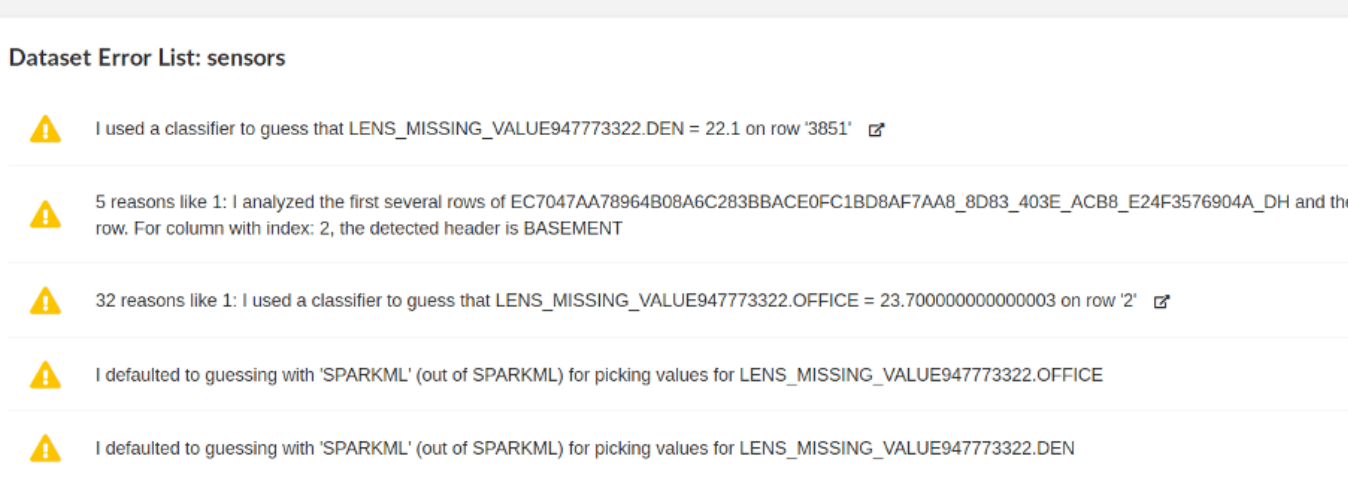 Dataset Error List: sensors
I used a classifier to guess that LENS_MISSING_VALUE947773322.DEN = 22.1 on row '3851'
5 reasons like 1: I analyzed the first several rows of EC7047AA78964B08A6C283BBACE0FC1BD8AF7AA8_8D83_403E_ACB8_E24F3576904A_DH and the
row. For column with index: 2, the detected header is BASEMENT
32 reasons like 1: I used a classifier to guess that LENS_MISSING_VALUE947773322.OFFICE = 23.700000000000003 on row '2'
I defaulted to guessing with 'SPARKML' (out of SPARKML) for picking values for LENS_MISSING_VALUE947773322.OFFICE
I defaulted to guessing with 'SPARKML' (out of SPARKML) for picking values for LENS_MISSING_VALUE947773322.DEN